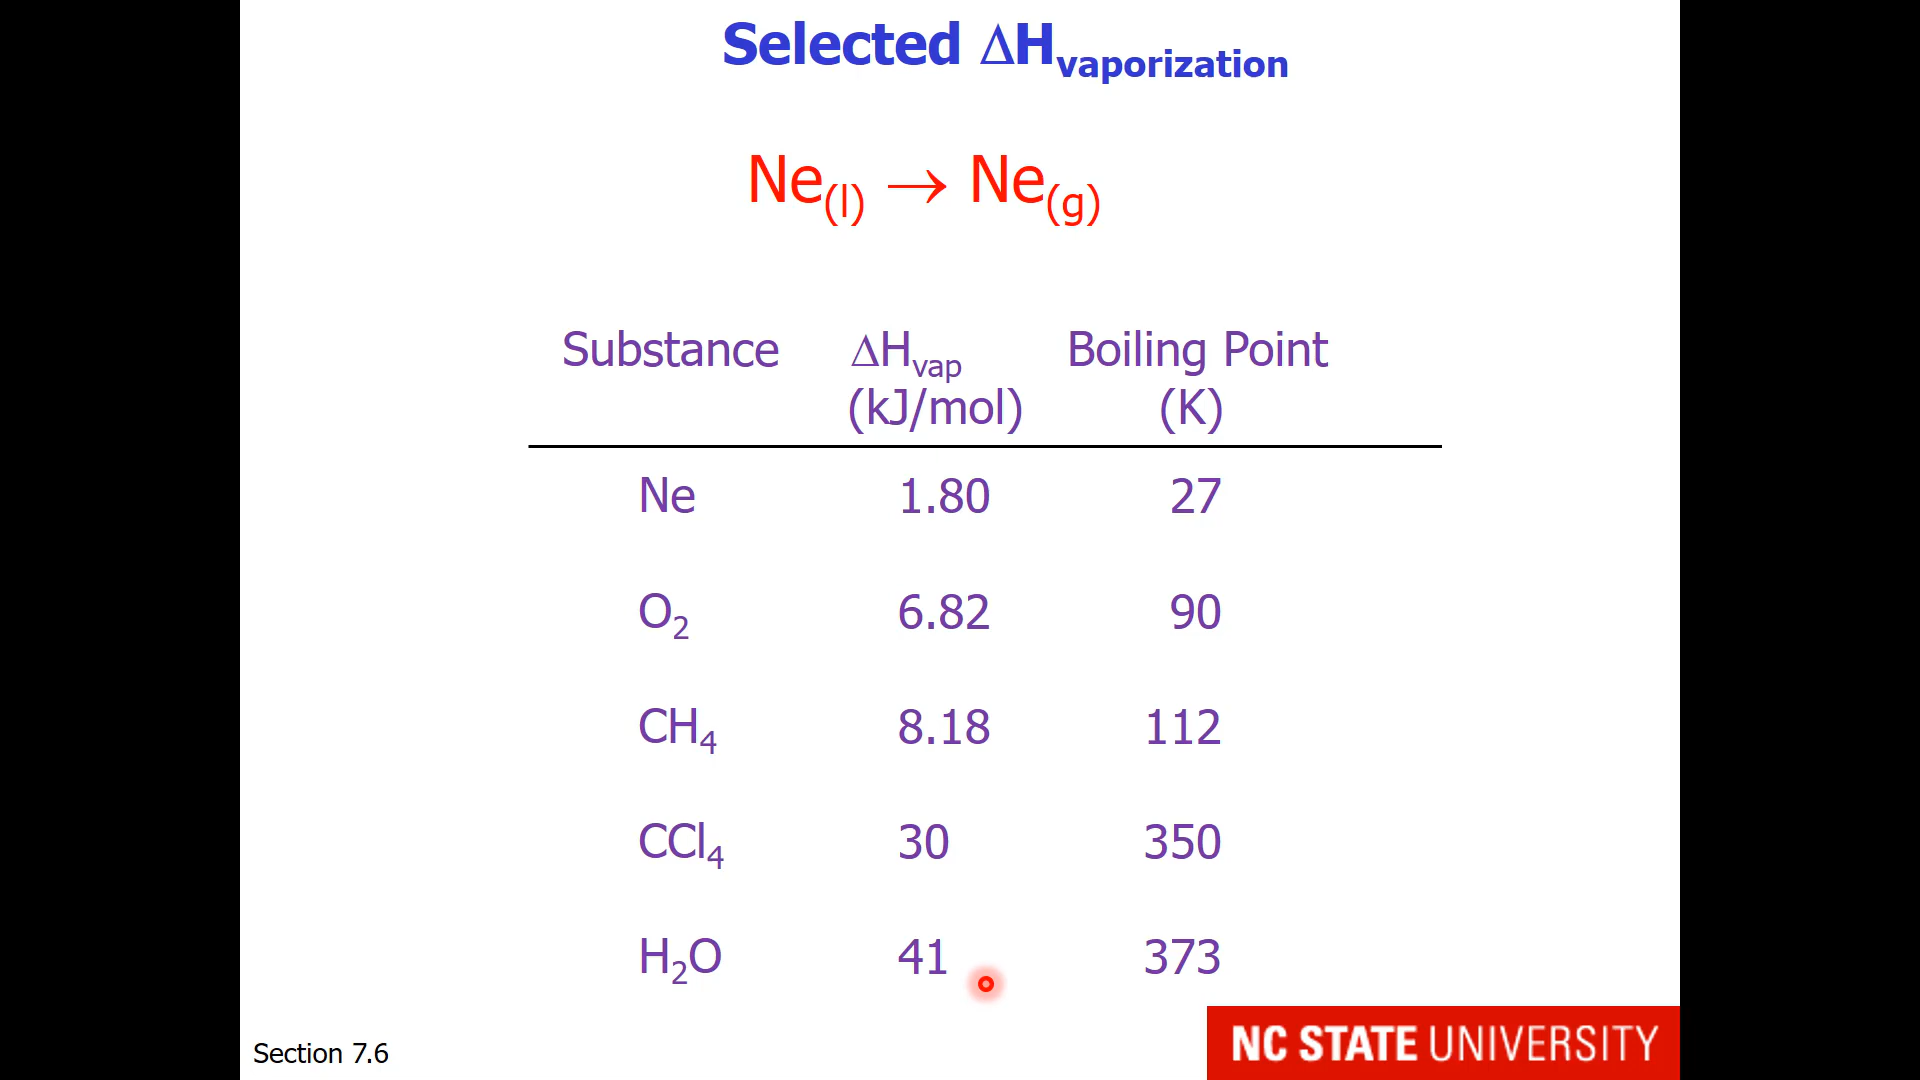 Selected ΔHvaporization
Ne(l) → Ne(g)
Substance ΔHvap Boiling Point
(kJ/mol) (K)
Ne 1.80 27
O2 6.82 90
CH4 8.18 112
CCl4 30 350
H2O 41 373
Section 7.6
NC STATE UNIVERSITY